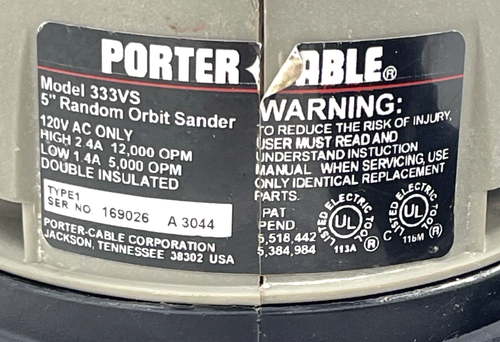 PORTER ABLE®
Model 333VS
5" Random Orbit Sander
120V AC ONLY
HIGH 2.4A 12,000 OPM
LOW 1.4A 5,000 OPM
DOUBLE INSULATED
TYPE1
SER NO 169026 A 3044
PORTER-CABLE CORPORATION
JACKSON, TENNESSEE 38302 USA
WARNING:
TO REDUCE THE RISK OF INJURY,
USER MUST READ AND
UNDERSTAND INSTUCTION
MANUAL WHEN SERVICING, USE
ONLY IDENTICAL REPLACEMENT
PARTS.
PAT
PEND
5,518,442
5,384,984
LISTED ELECTRIC TOOL
UL ®
113A
LISTED ELECTRIC TOOL
C UL ®
11bM